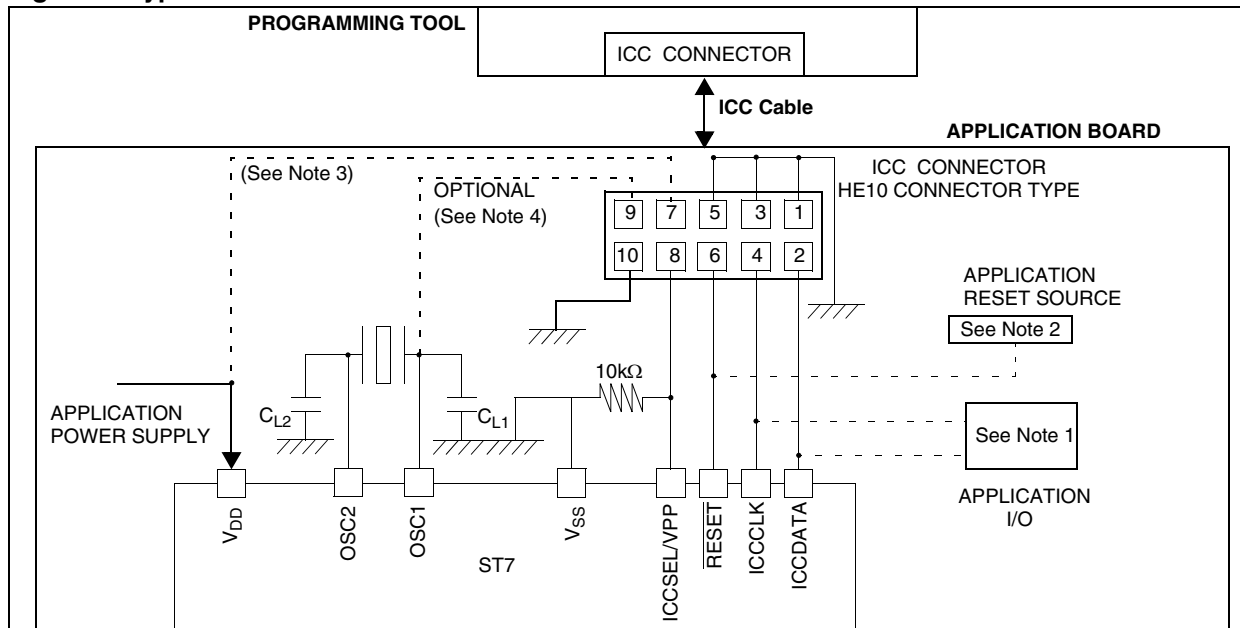 PROGRAMMING TOOL
ICC CONNECTOR
ICC Cable
APPLICATION BOARD
(See Note 3)
OPTIONAL
(See Note 4)
ICC CONNECTOR
HE10 CONNECTOR TYPE
9 7 5 3 1
10 8 6 4 2
APPLICATION
RESET SOURCE
See Note 2
10kΩ
APPLICATION
POWER SUPPLY
CL2
CL1
See Note 1
APPLICATION
I/O
VDD
OSC2
OSC1
VSS
ICCSEL/VPP
RESET
ICCCLK
ICCDATA
ST7